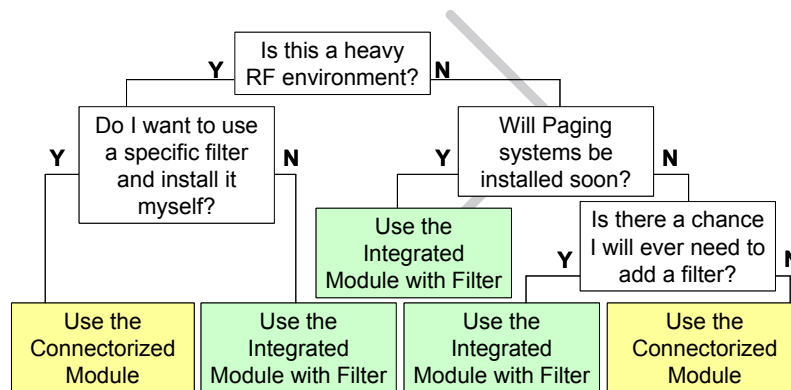 Is this a heavy
RF environment?
Y
N
Do I want to use
a specific filter
and install it
myself?
Y
N
Will Paging
systems be
installed soon?
Y
N
Use the
Integrated
Module with Filter
Is there a chance
I will ever need to
add a filter?
Y
N
Use the
Connectorized
Module
Use the
Integrated
Module with Filter
Use the
Integrated
Module with Filter
Use the
Connectorized
Module